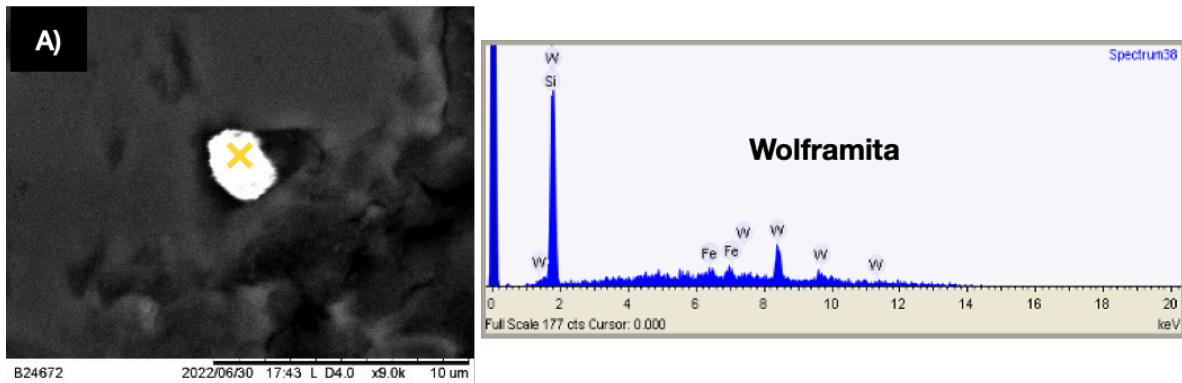 A)
B24672
2022/06/30 17:43 L D4.0 x9.0k 10 um
Spectrum38
Wolframita
W
Si
W
Fe
Fe
W
W
W
W
0 2 4 6 8 10 12 14 16 18 20
Full Scale 177 cts Cursor: 0.000
keV